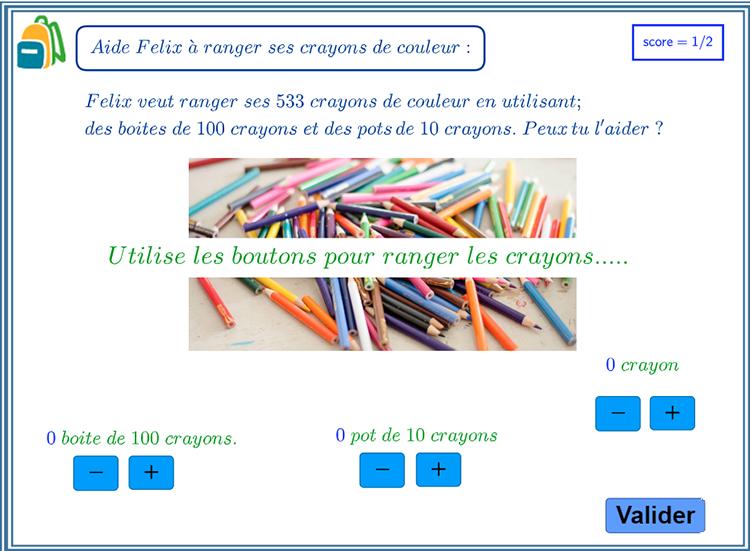 Aide Felix à ranger ses crayons de couleur :
score = 1/2
Felix veut ranger ses 533 crayons de couleur en utilisant;
des boites de 100 crayons et des pots de 10 crayons. Peux tu l'aider ?
Utilise les boutons pour ranger les crayons.....
0 crayon
− +
0 boite de 100 crayons.
− +
0 pot de 10 crayons
− +
Valider